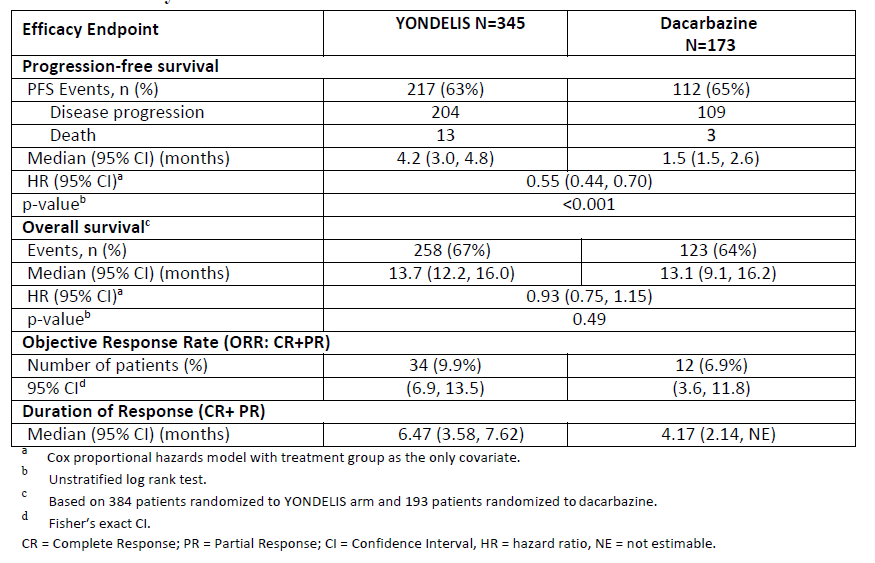 Efficacy Endpoint YONDELIS N=345 Dacarbazine N=173
Progression-free survival
PFS Events, n (%) 217 (63%) 112 (65%)
Disease progression 204 109
Death 13 3
Median (95% CI) (months) 4.2 (3.0, 4.8) 1.5 (1.5, 2.6)
HR (95% CI)a 0.55 (0.44, 0.70)
p-valueb <0.001
Overall survivalc
Events, n (%) 258 (67%) 123 (64%)
Median (95% CI) (months) 13.7 (12.2, 16.0) 13.1 (9.1, 16.2)
HR (95% CI)a 0.93 (0.75, 1.15)
p-valueb 0.49
Objective Response Rate (ORR: CR+PR)
Number of patients (%) 34 (9.9%) 12 (6.9%)
95% CId (6.9, 13.5) (3.6, 11.8)
Duration of Response (CR+ PR)
Median (95% CI) (months) 6.47 (3.58, 7.62) 4.17 (2.14, NE)
a Cox proportional hazards model with treatment group as the only covariate.
b Unstratified log rank test.
c Based on 384 patients randomized to YONDELIS arm and 193 patients randomized to dacarbazine.
d Fisher's exact CI.
CR = Complete Response; PR = Partial Response; CI = Confidence Interval, HR = hazard ratio, NE = not estimable.